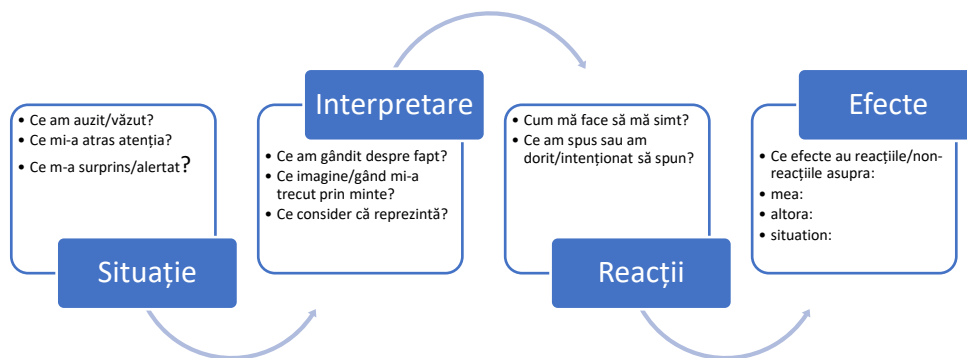 • Ce am auzit/văzut?
• Ce mi-a atras atenția?
• Ce m-a surprins/alertat?
Situație
Interpretare
• Ce am gândit despre fapt?
• Ce imagine/gând mi-a
trecut prin minte?
• Ce consider că reprezintă?
• Cum mă face să mă simt?
• Ce am spus sau am
dorit/intenționat să spun?
Reacții
Efecte
• Ce efecte au reacțiile/non-
reacțiile asupra:
• mea:
• altora:
• situation: